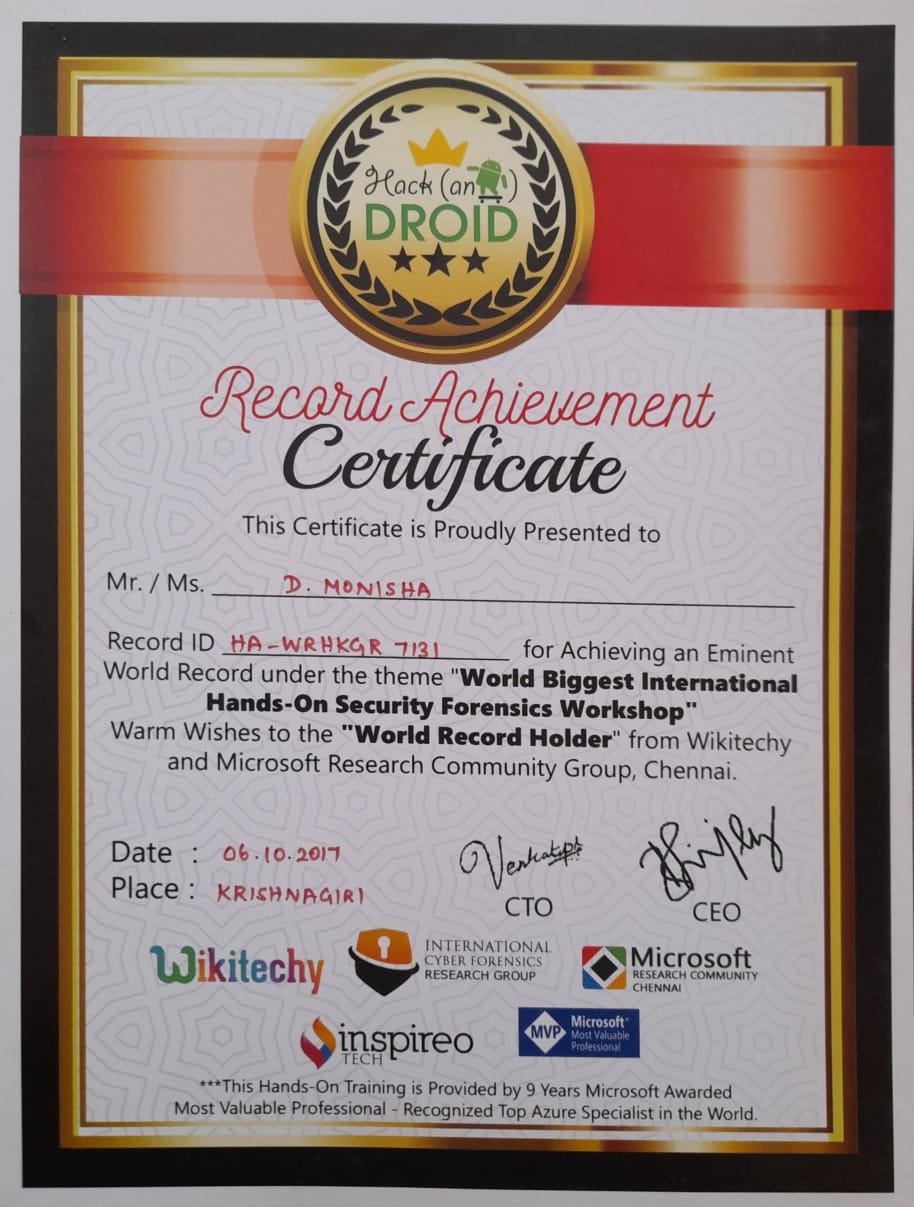 Hack (an )
DROID
Record Achievement
Certificate
This Certificate is Proudly Presented to
Mr. / Ms. D. MONISHA
Record ID HA-WRHKGR 7131 for Achieving an Eminent
World Record under the theme "World Biggest International
Hands-On Security Forensics Workshop"
Warm Wishes to the "World Record Holder" from Wikitechy
and Microsoft Research Community Group, Chennai.
Date : 06.10.2017
Place : KRISHNAGIRI
CTO
CEO
Wikitechy
INTERNATIONAL
CYBER FORENSICS
RESEARCH GROUP
Microsoft
RESEARCH COMMUNITY
CHENNAI
inspireo
TECH
MVP
Microsoft®
Most Valuable
Professional
***This Hands-On Training is Provided by 9 Years Microsoft Awarded
Most Valuable Professional - Recognized Top Azure Specialist in the World.